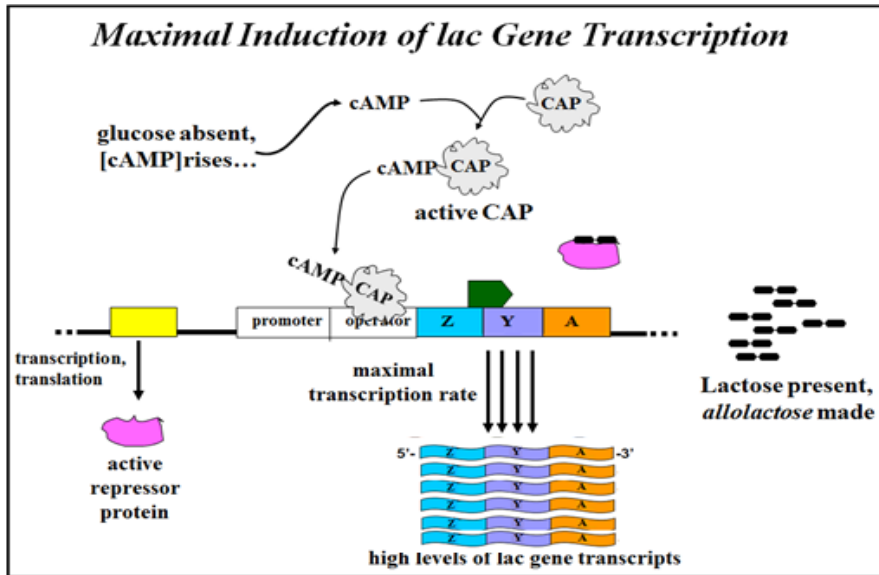 Maximal Induction of lac Gene Transcription
cAMP
CAP
glucose absent,
[cAMP]rises…
cAMP
CAP
active CAP
cAMP
CAP
promoter
operator
Z
Y
A
transcription,
translation
maximal
transcription rate
Lactose present,
allolactose made
active
repressor
protein
5'-
Z
Y
A
-3'
Z
Y
A
Z
Y
A
Z
Y
A
Z
Y
A
Z
Y
A
high levels of lac gene transcripts